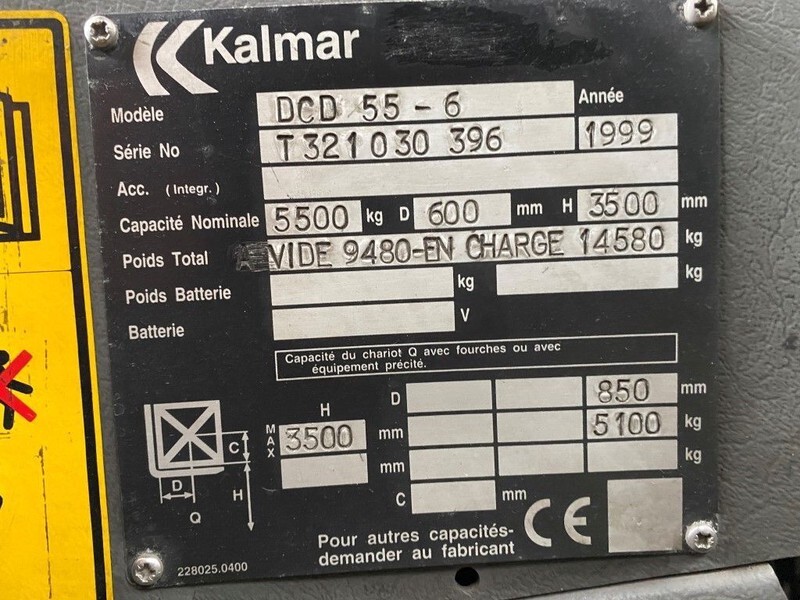 Kalmar
Modèle DCD 55-6 Année
Série No T321030 396 1999
Acc. (Integr.)
Capacité Nominale 5500 kg D 600 mm H 3500 mm
Poids Total A VIDE 9480-EN CHARGE 14580 kg
Poids Batterie kg kg
Batterie V
Capacité du chariot Q avec fourches ou avec
équipement précité.
H D 850 mm
MAX 3500 mm 5100 kg
mm kg
C mm
C
D H
Q
CE
Pour autres capacités-
demander au fabricant
228025.0400